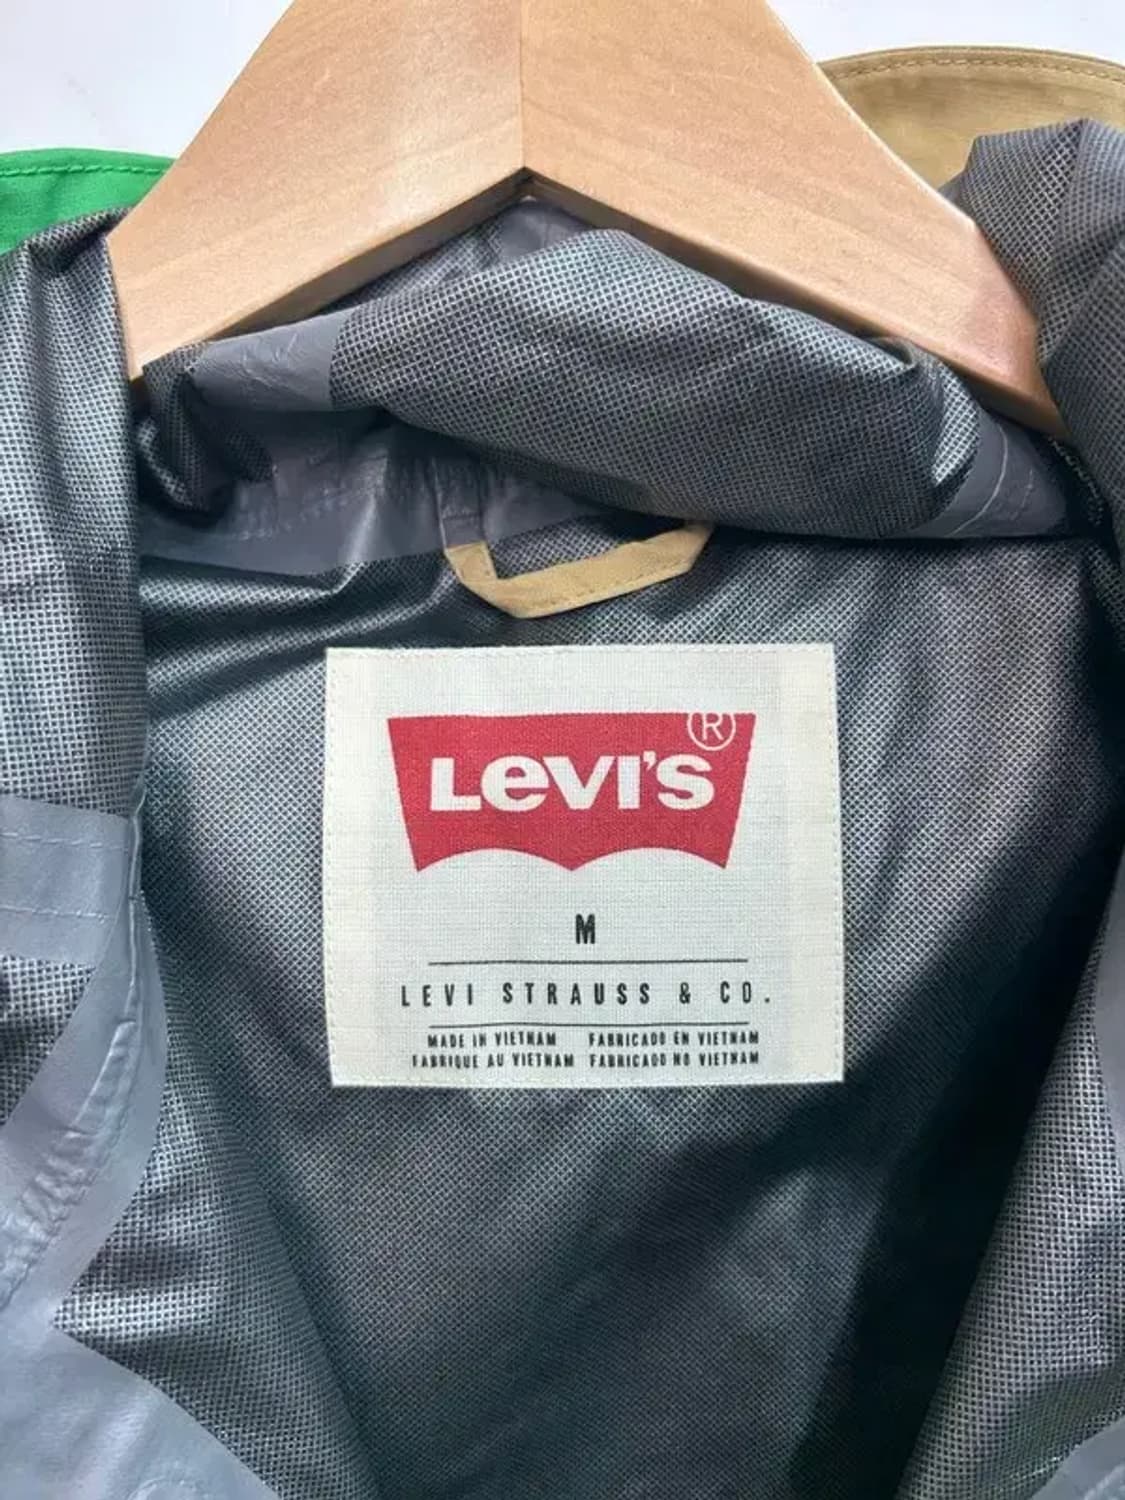 LEVI'S ®
M
LEVI STRAUSS & CO.
MADE IN VIETNAM FABRICADO EN VIETNAM
FABRIQUE AU VIETNAM FABRICADO NO VIETNAM